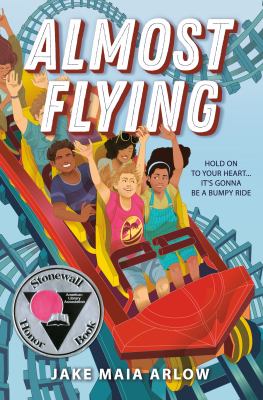 ALMOST
FLYING
HOLD ON
TO YOUR HEART...
IT'S GONNA
BE A BUMPY RIDE
Stonewall
American Library
Association
Honor
Book
JAKE MAIA ARLOW